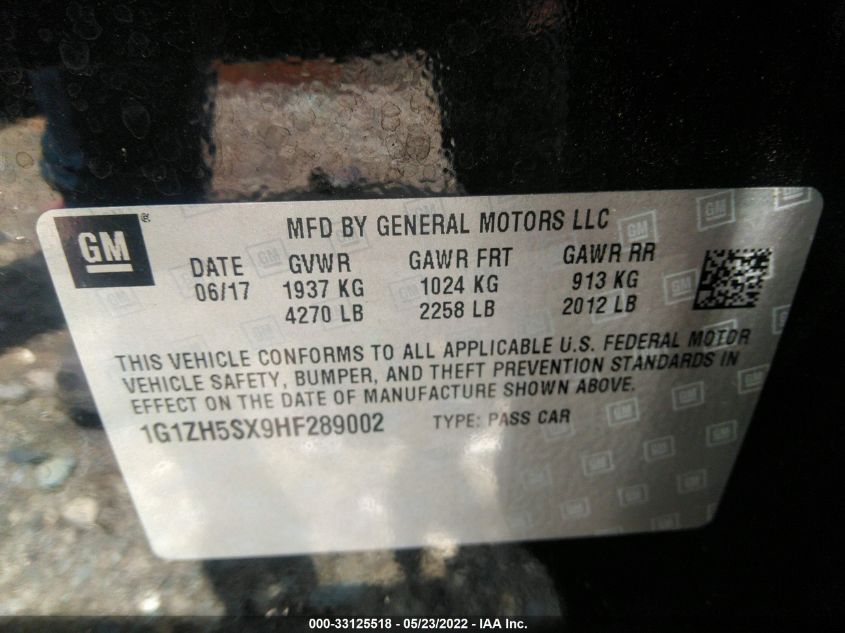 GM ® MFD BY GENERAL MOTORS LLC
DATE GVWR GAWR FRT GAWR RR
06/17 1937 KG 1024 KG 913 KG
4270 LB 2258 LB 2012 LB
THIS VEHICLE CONFORMS TO ALL APPLICABLE U.S. FEDERAL MOTOR
VEHICLE SAFETY, BUMPER, AND THEFT PREVENTION STANDARDS IN
EFFECT ON THE DATE OF MANUFACTURE SHOWN ABOVE.
1G1ZH5SX9HF289002 TYPE: PASS CAR
000-33125518 - 05/23/2022 - IAA Inc.